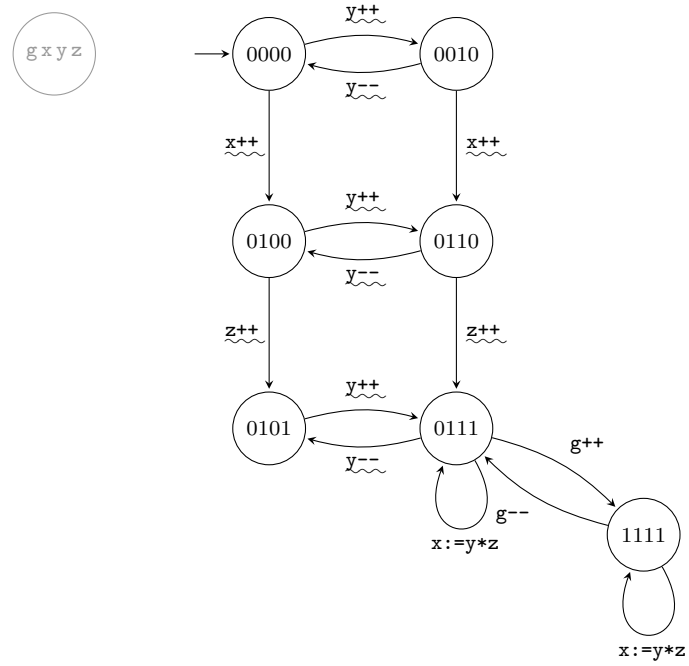 y++
g x y z
0000
0010
y--
x++
x++
y++
0100
0110
y--
z++
z++
y++
0101
0111
y--
g++
g--
x:=y*z
1111
x:=y*z